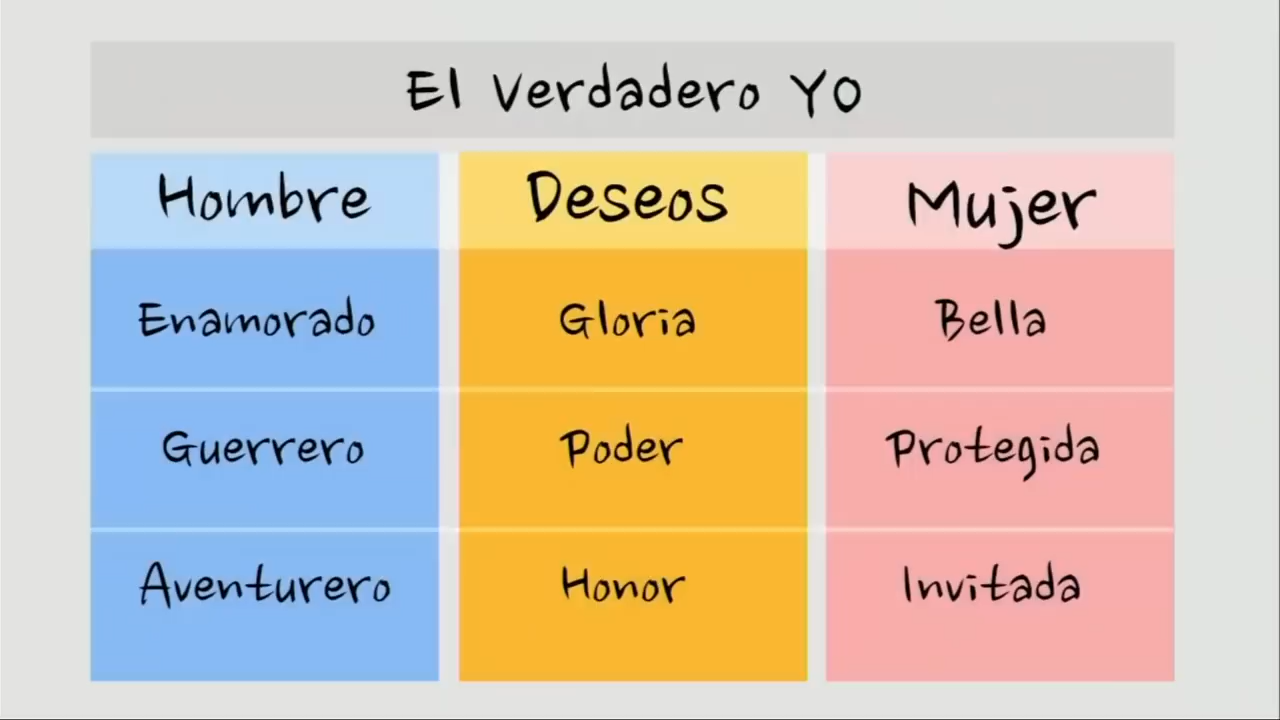 El Verdadero YO
Hombre Deseos Mujer
Enamorado Gloria Bella
Guerrero Poder Protegida
Aventurero Honor Invitada